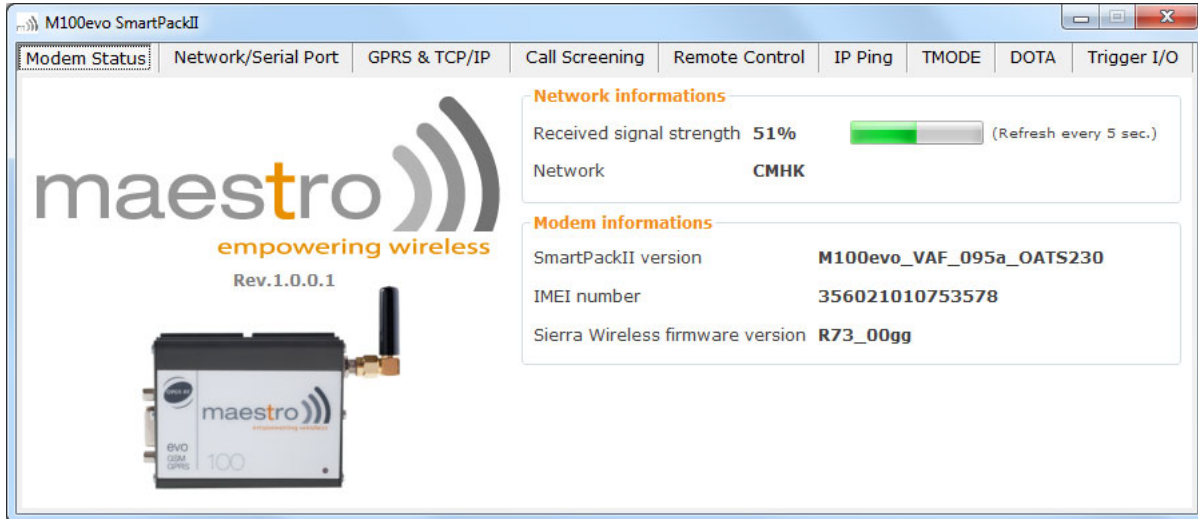 M100evo SmartPackII
Modem Status Network/Serial Port GPRS & TCP/IP Call Screening Remote Control IP Ping TMODE DOTA Trigger I/O
maestro
empowering wireless
Rev.1.0.0.1
Network informations
Received signal strength 51% (Refresh every 5 sec.)
Network CMHK
Modem informations
SmartPackII version M100evo_VAF_095a_OATS230
IMEI number 356021010753578
Sierra Wireless firmware version R73_00gg
maestro
empowering wireless
evo
GSM
GPRS
100